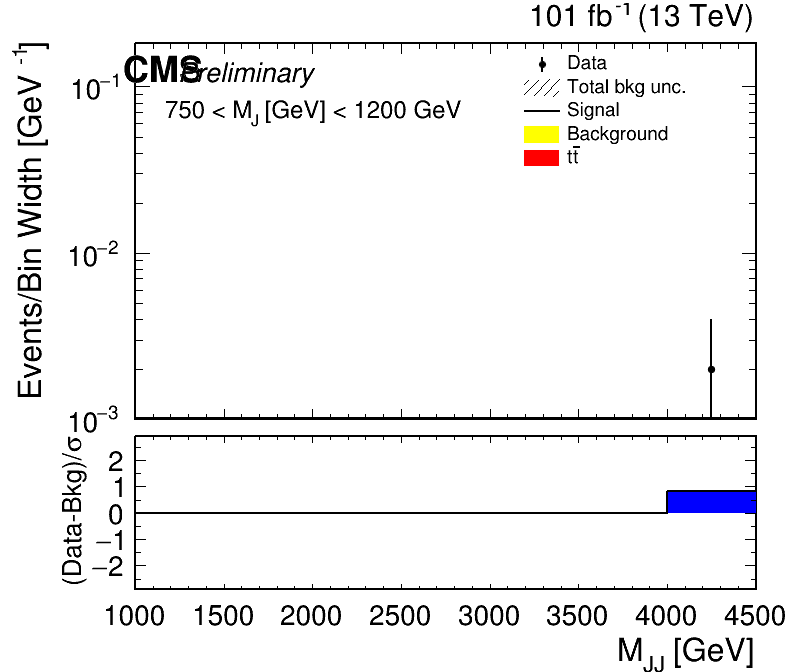 101 fb⁻¹ (13 TeV)
CMS Preliminary
750 < M_J [GeV] < 1200 GeV
Data
Total bkg unc.
Signal
Background
tt̄
Events/Bin Width [GeV⁻¹]
10⁻¹
10⁻²
10⁻³
(Data-Bkg)/σ
2
1
0
−1
−2
1000 1500 2000 2500 3000 3500 4000 4500
M_JJ [GeV]